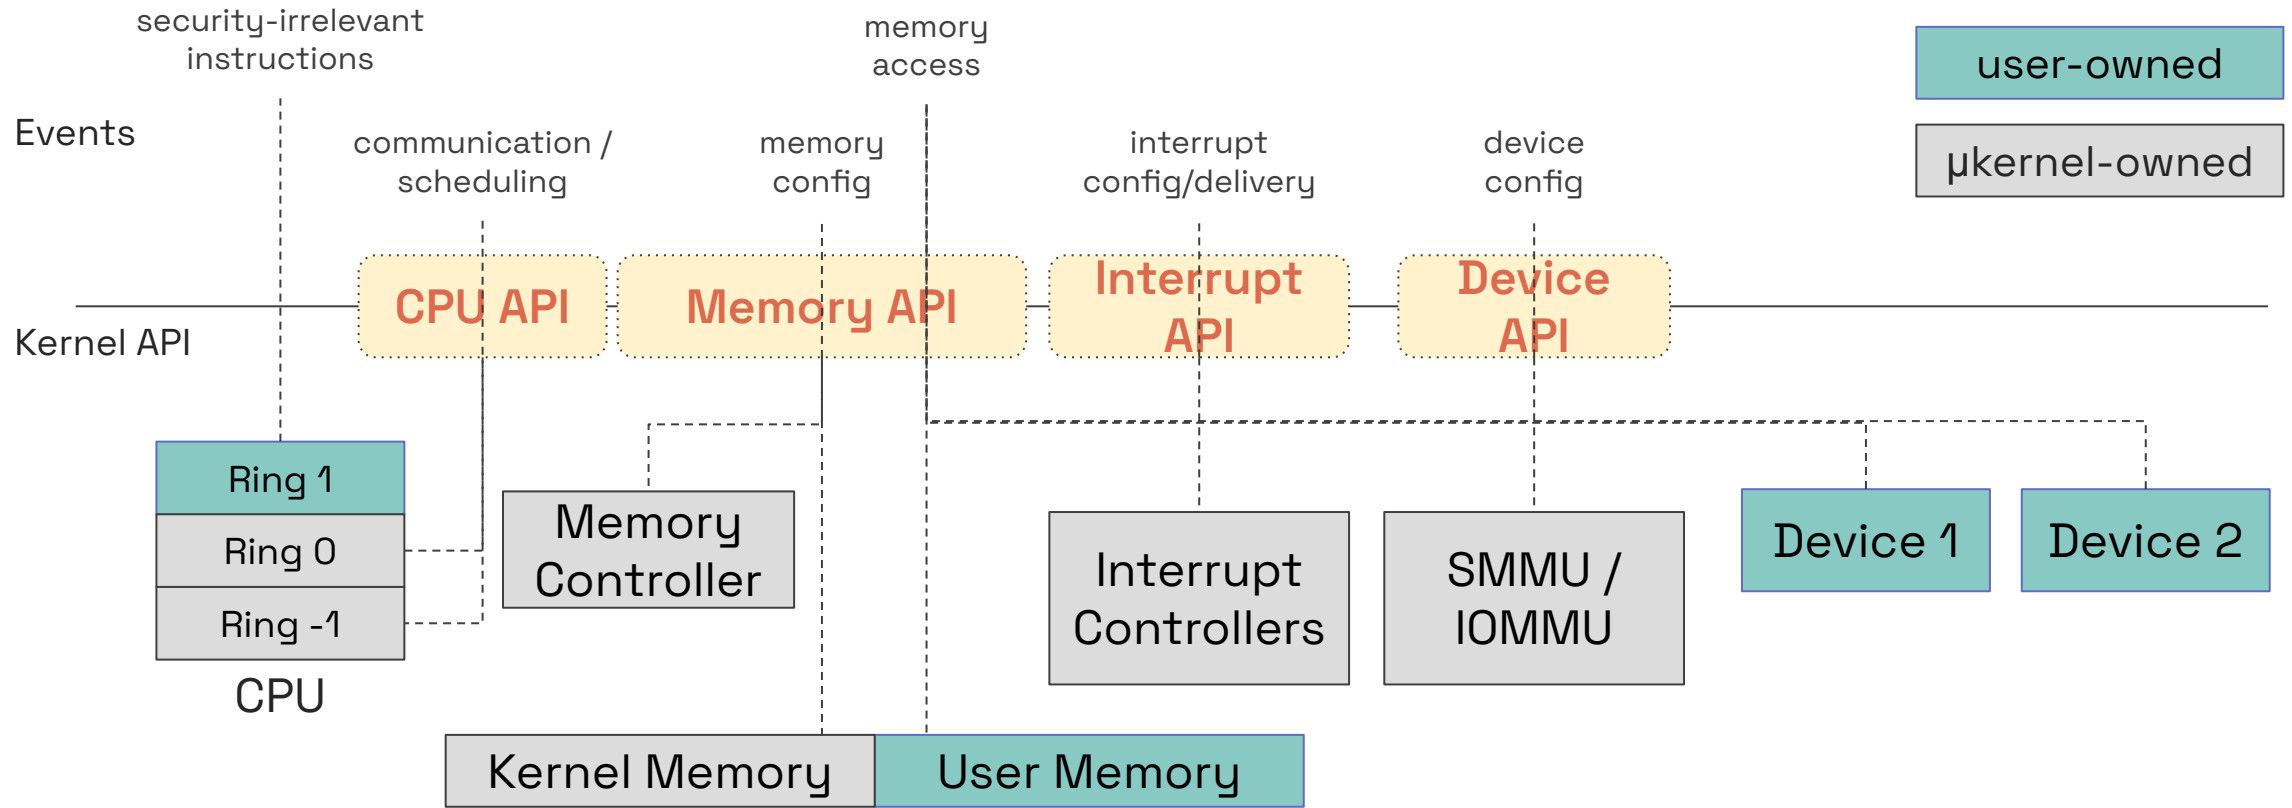 security-irrelevant
instructions
memory
access
user-owned
Events
communication /
scheduling
memory
config
interrupt
config/delivery
device
config
µkernel-owned
CPU API
Memory API
Interrupt
API
Device
API
Kernel API
Ring 1
Ring 0
Ring -1
CPU
Memory
Controller
Interrupt
Controllers
SMMU /
IOMMU
Device 1
Device 2
Kernel Memory
User Memory